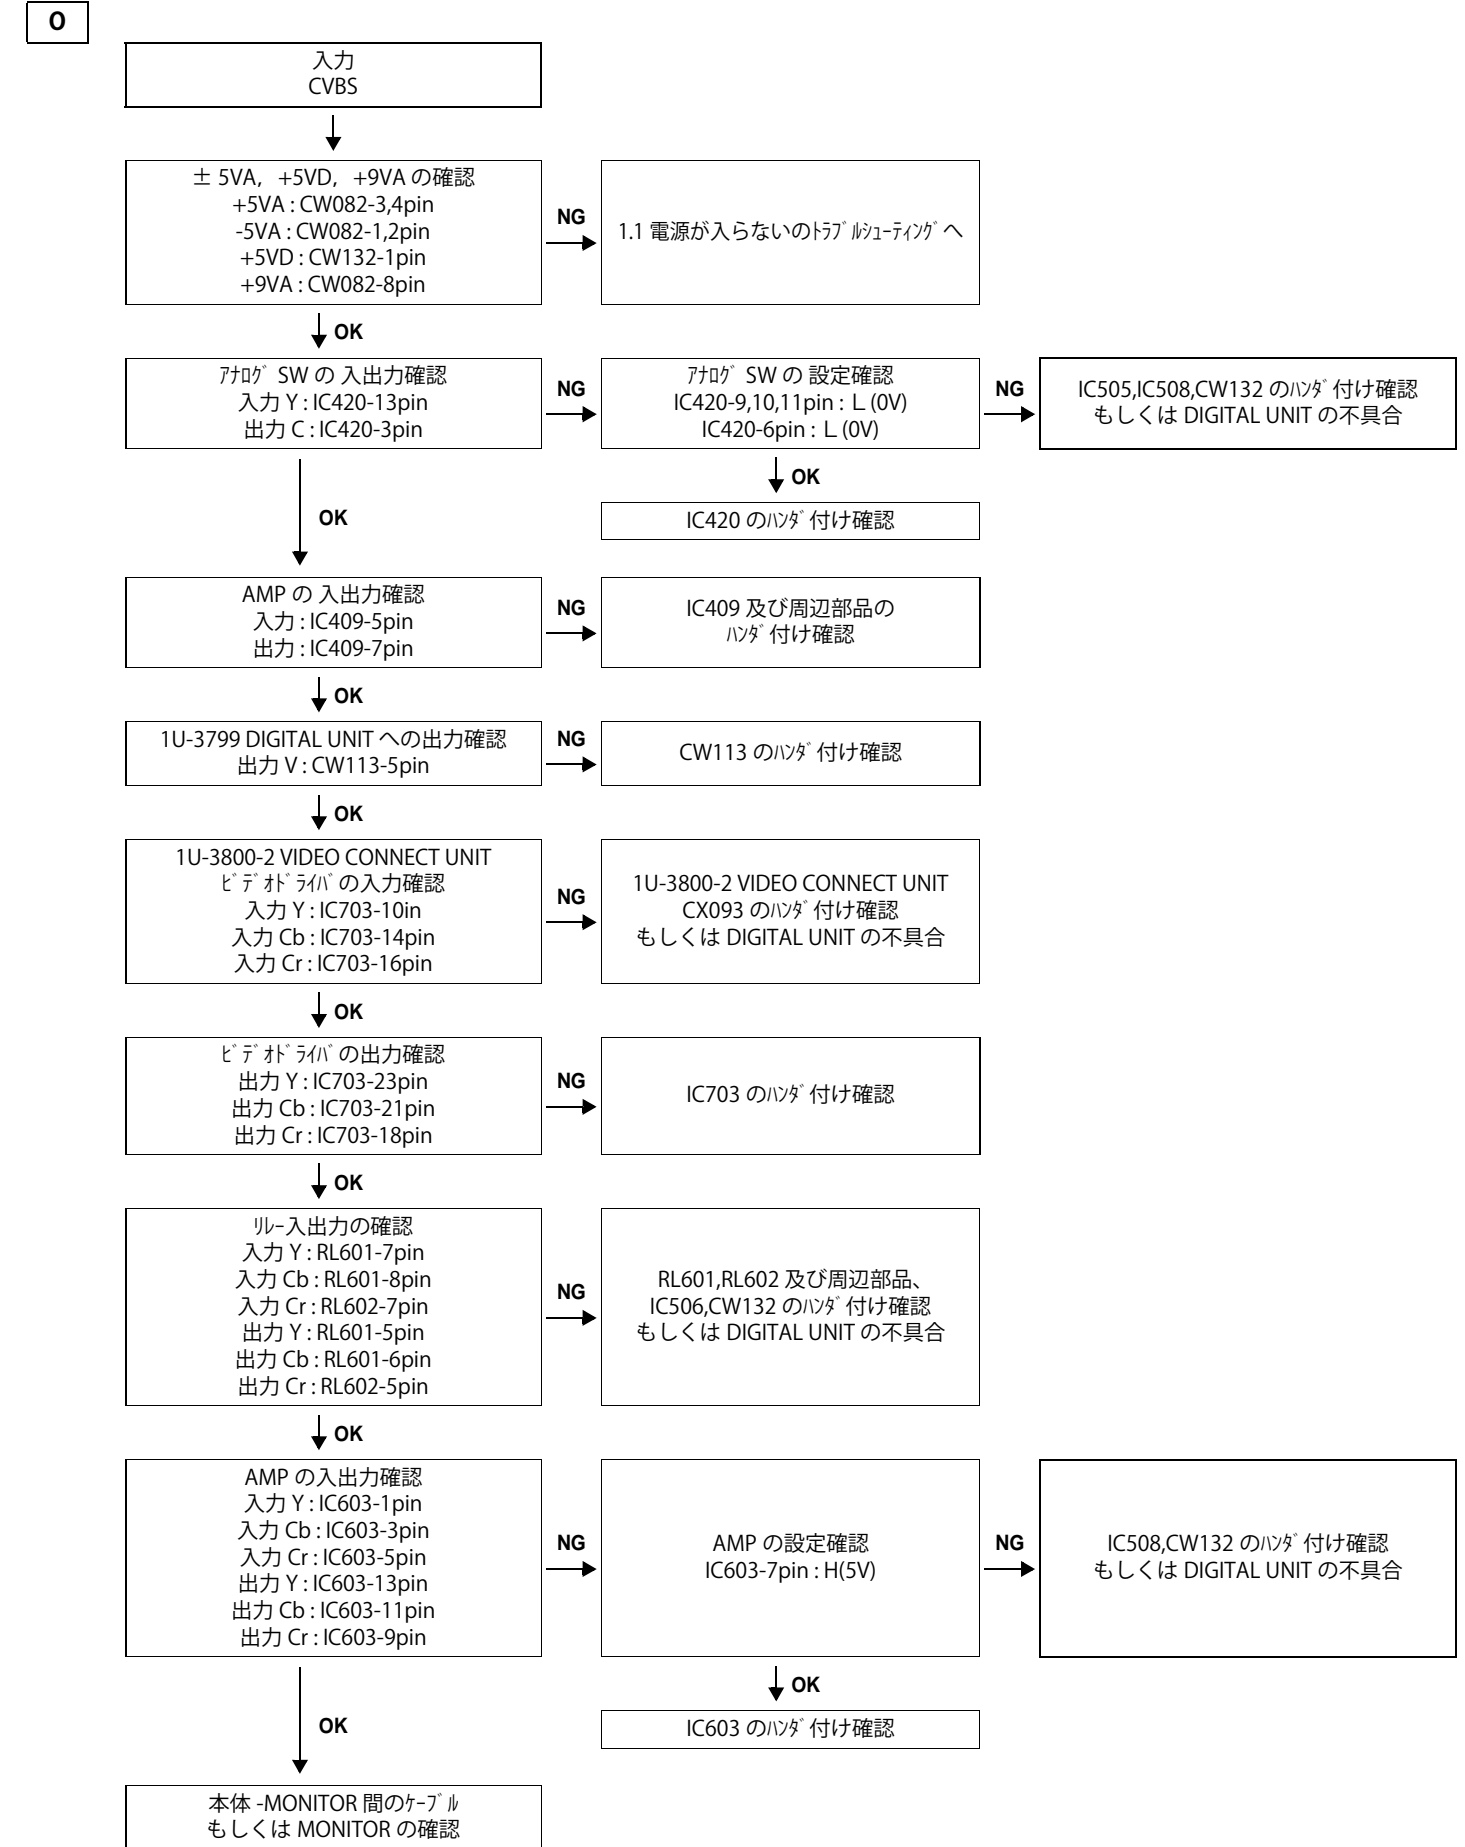 O
入力
CVBS
± 5VA, +5VD, +9VA の確認
+5VA : CW082-3,4pin
-5VA : CW082-1,2pin
+5VD : CW132-1pin
+9VA : CW082-8pin
NG
1.1 電源が入らないのﾄﾗﾌﾞﾙｼｭｰﾃｨﾝｸﾞへ
OK
ｱﾅﾛｸﾞ SW の 入出力確認
入力 Y : IC420-13pin
出力 C : IC420-3pin
NG
ｱﾅﾛｸﾞ SW の 設定確認
IC420-9,10,11pin : L (0V)
IC420-6pin : L (0V)
NG
IC505,IC508,CW132 のﾊﾝﾀﾞ付け確認
もしくは DIGITAL UNIT の不具合
OK
IC420 のﾊﾝﾀﾞ付け確認
OK
AMP の 入出力確認
入力 : IC409-5pin
出力 : IC409-7pin
NG
IC409 及び周辺部品の
ﾊﾝﾀﾞ付け確認
OK
1U-3799 DIGITAL UNIT への出力確認
出力 V : CW113-5pin
NG
CW113 のﾊﾝﾀﾞ付け確認
OK
1U-3800-2 VIDEO CONNECT UNIT
ﾋﾞﾃﾞｵﾄﾞﾗｲﾊﾞの入力確認
入力 Y : IC703-10in
入力 Cb : IC703-14pin
入力 Cr : IC703-16pin
NG
1U-3800-2 VIDEO CONNECT UNIT
CX093 のﾊﾝﾀﾞ付け確認
もしくは DIGITAL UNIT の不具合
OK
ﾋﾞﾃﾞｵﾄﾞﾗｲﾊﾞの出力確認
出力 Y : IC703-23pin
出力 Cb : IC703-21pin
出力 Cr : IC703-18pin
NG
IC703 のﾊﾝﾀﾞ付け確認
OK
ﾘﾚｰ入出力の確認
入力 Y : RL601-7pin
入力 Cb : RL601-8pin
入力 Cr : RL602-7pin
出力 Y : RL601-5pin
出力 Cb : RL601-6pin
出力 Cr : RL602-5pin
NG
RL601,RL602 及び周辺部品、
IC506,CW132 のﾊﾝﾀﾞ付け確認
もしくは DIGITAL UNIT の不具合
OK
AMP の入出力確認
入力 Y : IC603-1pin
入力 Cb : IC603-3pin
入力 Cr : IC603-5pin
出力 Y : IC603-13pin
出力 Cb : IC603-11pin
出力 Cr : IC603-9pin
NG
AMP の設定確認
IC603-7pin : H(5V)
NG
IC508,CW132 のﾊﾝﾀﾞ付け確認
もしくは DIGITAL UNIT の不具合
OK
IC603 のﾊﾝﾀﾞ付け確認
OK
本体 -MONITOR 間のｹｰﾌﾞﾙ
もしくは MONITOR の確認